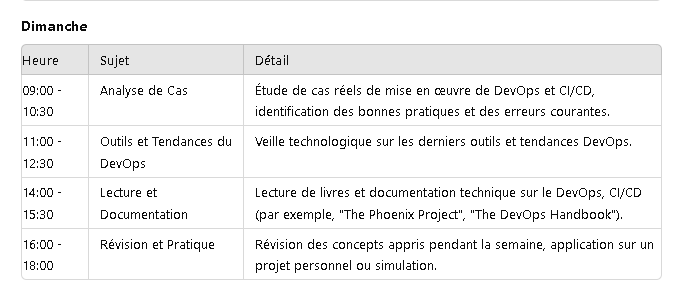 Dimanche
Heure Sujet Détail
09:00 - Analyse de Cas Étude de cas réels de mise en œuvre de DevOps et CI/CD,
10:30 identification des bonnes pratiques et des erreurs courantes.
11:00 - Outils et Tendances du Veille technologique sur les derniers outils et tendances DevOps.
12:30 DevOps
14:00 - Lecture et Lecture de livres et documentation technique sur le DevOps, CI/CD
15:30 Documentation (par exemple, "The Phoenix Project", "The DevOps Handbook").
16:00 - Révision et Pratique Révision des concepts appris pendant la semaine, application sur un
18:00 projet personnel ou simulation.